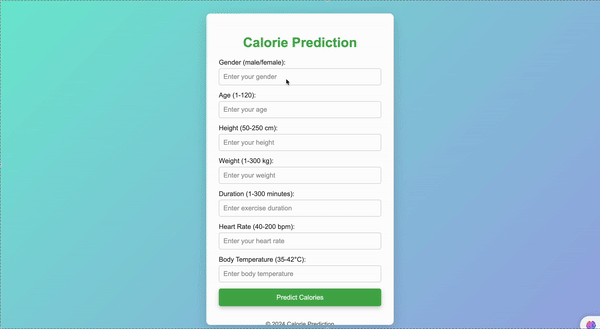 Calorie Prediction
Gender (male/female):
Enter your gender
Age (1-120):
Enter your age
Height (50-250 cm):
Enter your height
Weight (1-300 kg):
Enter your weight
Duration (1-300 minutes):
Enter exercise duration
Heart Rate (40-200 bpm):
Enter your heart rate
Body Temperature (35-42°C):
Enter body temperature
Predict Calories
© 2024 Calorie Prediction